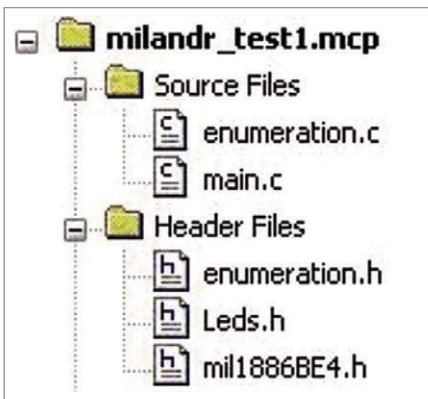 milandr_test1.mcp
Source Files
enumeration.c
main.c
Header Files
enumeration.h
Leds.h
mil1886BE4.h